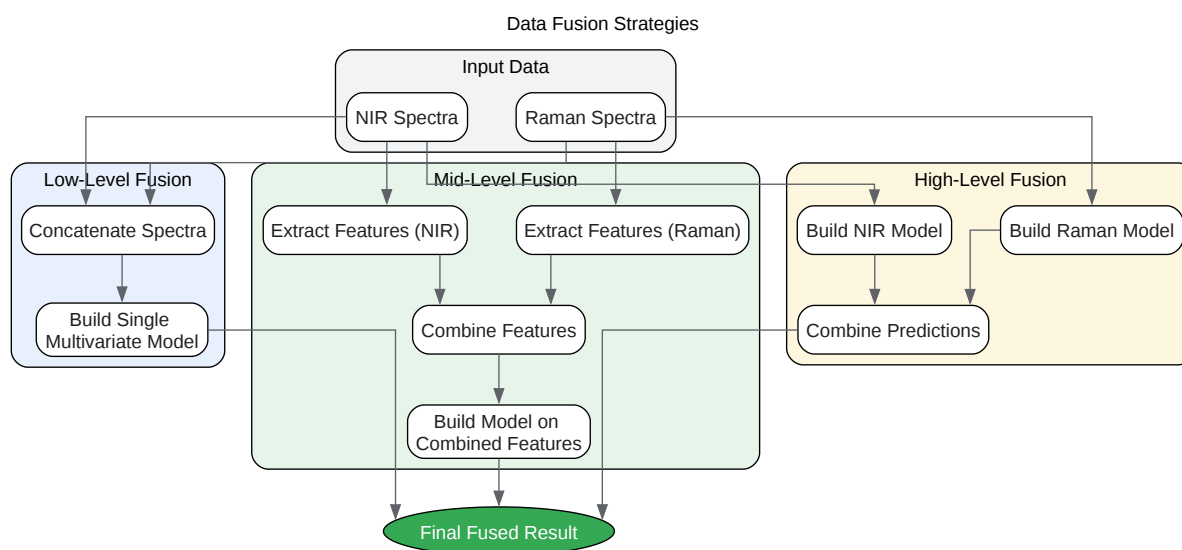 Data Fusion Strategies
Input Data
NIR Spectra
Raman Spectra
Low-Level Fusion
Mid-Level Fusion
High-Level Fusion
Concatenate Spectra
Extract Features (NIR)
Extract Features (Raman)
Build NIR Model
Build Raman Model
Build Single
Multivariate Model
Combine Features
Combine Predictions
Build Model on
Combined Features
Final Fused Result